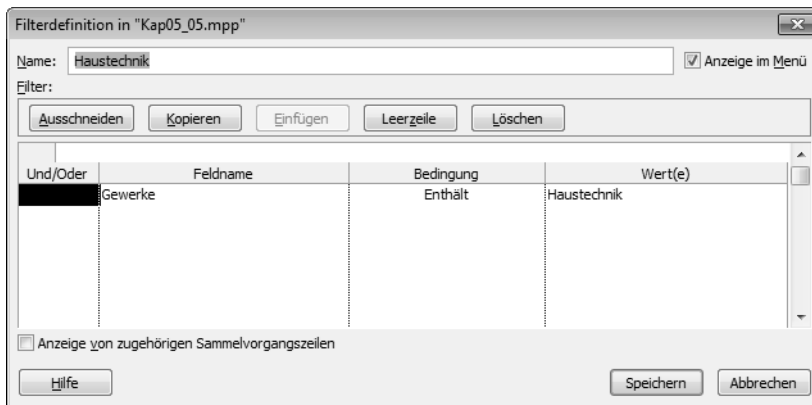 Filterdefinition in "Kap05_05.mpp"
Name: Haustechnik Anzeige im Menü
Filter:
Ausschneiden Kopieren Einfügen Leerzeile Löschen
Und/Oder Feldname Bedingung Wert(e)
Gewerke Enthält Haustechnik
Anzeige von zugehörigen Sammelvorgangszeilen
Hilfe Speichern Abbrechen